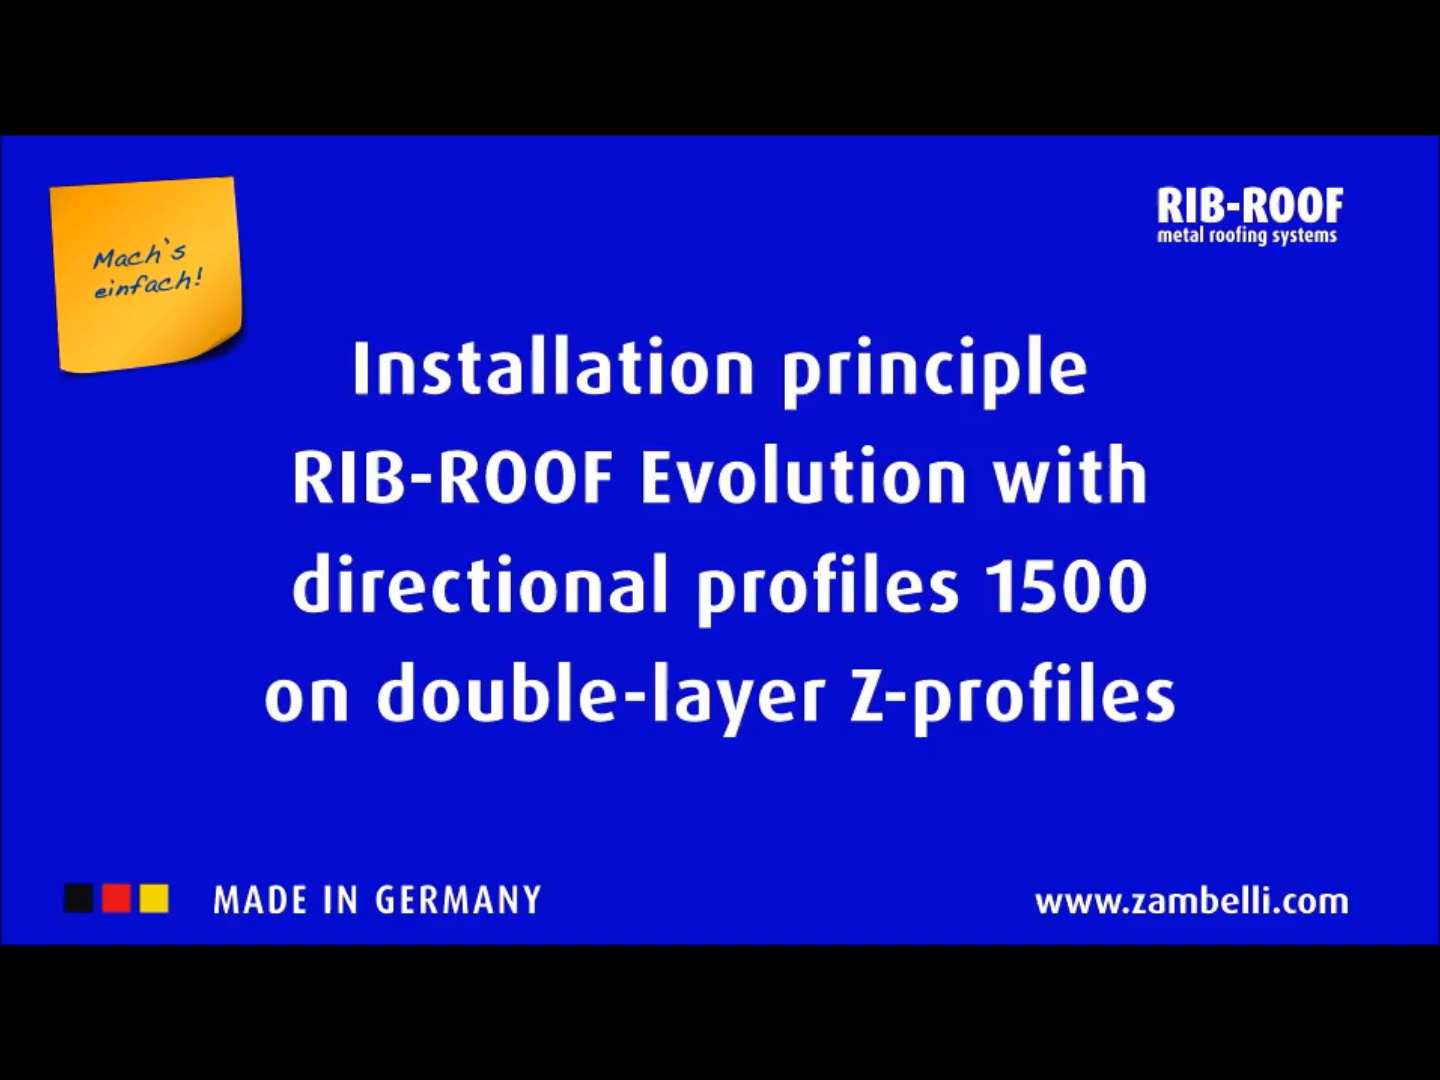 Mach's
einfach!
RIB-ROOF
metal roofing systems
Installation principle
RIB-ROOF Evolution with
directional profiles 1500
on double-layer Z-profiles
MADE IN GERMANY
www.zambelli.com